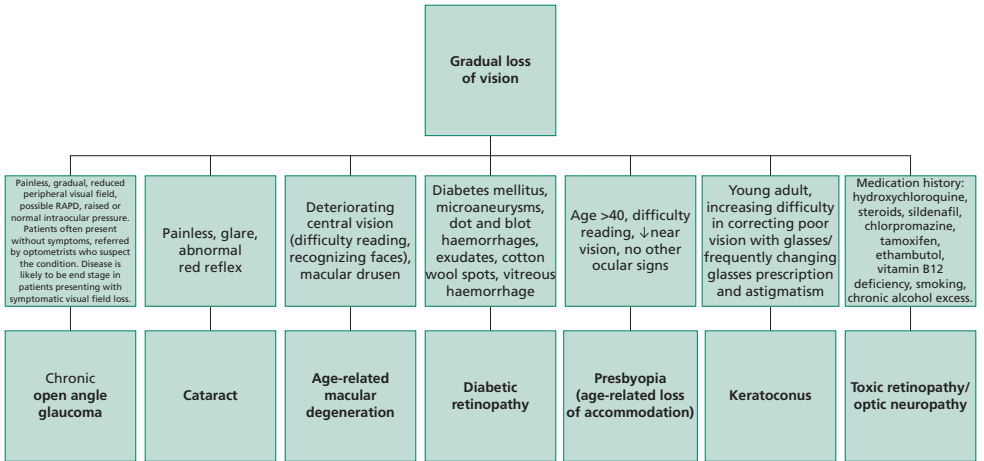 Gradual loss
of vision
Painless, gradual, reduced
peripheral visual field,
possible RAPD, raised or
normal intraocular pressure.
Patients often present
without symptoms, referred
by optometrists who suspect
the condition. Disease is
likely to be end stage in
patients presenting with
symptomatic visual field loss.
Painless, glare,
abnormal
red reflex
Deteriorating
central vision
(difficulty reading,
recognizing faces),
macular drusen
Diabetes mellitus,
microaneurysms,
dot and blot
haemorrhages,
exudates, cotton
wool spots, vitreous
haemorrhage
Age >40, difficulty
reading, ↓near
vision, no other
ocular signs
Young adult,
increasing difficulty
in correcting poor
vision with glasses/
frequently changing
glasses prescription
and astigmatism
Medication history:
hydroxychloroquine,
steroids, sildenafil,
chlorpromazine,
tamoxifen,
ethambutol,
vitamin B12
deficiency, smoking,
chronic alcohol excess.
Chronic
open angle
glaucoma
Cataract
Age-related
macular
degeneration
Diabetic
retinopathy
Presbyopia
(age-related loss
of accommodation)
Keratoconus
Toxic retinopathy/
optic neuropathy